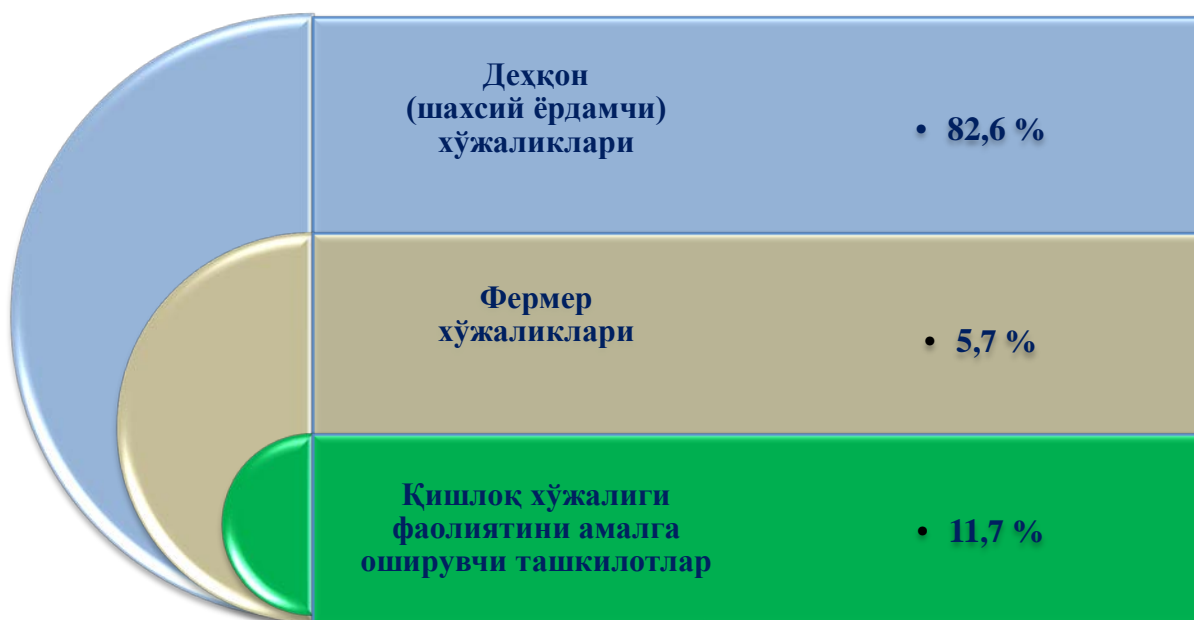 Деҳқон
(шахсий ёрдамчи)
хўжаликлари
• 82,6 %
Фермер
хўжаликлари
• 5,7 %
Қишлоқ хўжалиги
фаолиятини амалга
оширувчи ташкилотлар
• 11,7 %